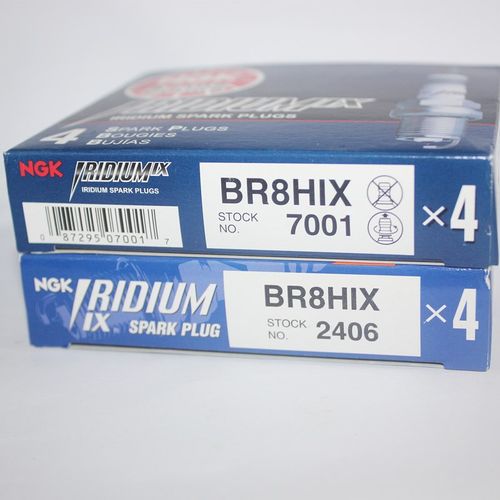 IRIDIUM IX
IRIDIUM SPARK PLUGS
4 SPARK PLUGS
BOUGIES
BUJIAS
NGK IRIDIUM IX
IRIDIUM SPARK PLUGS
0 87295 07001 7
BR8HIX
STOCK NO. 7001
×4
NGK IRIDIUM
IX SPARK PLUG
BR8HIX
STOCK NO. 2406
×4